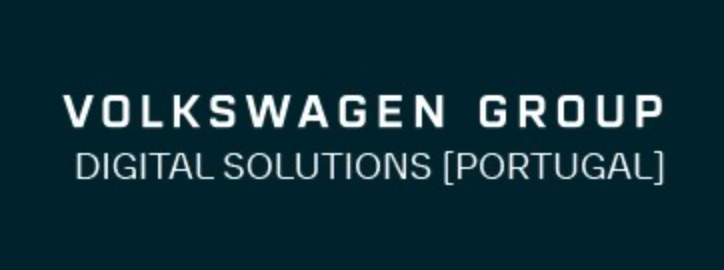 VOLKSWAGEN GROUP
DIGITAL SOLUTIONS [PORTUGAL]